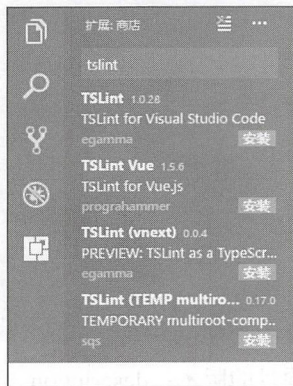 扩展: 商店
tslint
TSLint 1.0.28
TSLint for Visual Studio Code
egamma 安装
TSLint Vue 1.5.6
TSLint for Vue.js
prograhammer 安装
TSLint (vnext) 0.0.4
PREVIEW: TSLint as a TypeScr...
egamma 安装
TSLint (TEMP multiro... 0.17.0
TEMPORARY multiroot-comp...
sqs 安装